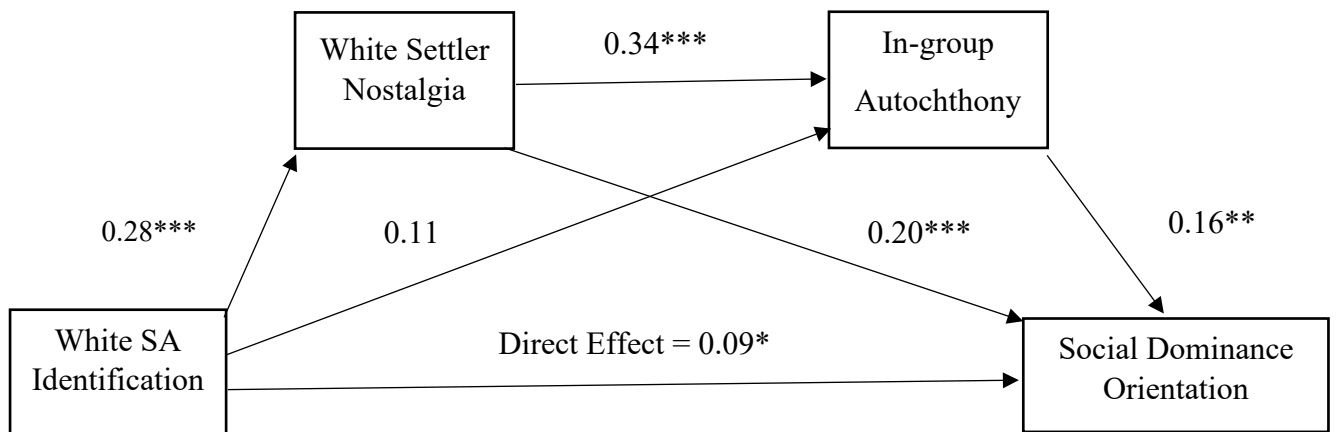 White Settler
Nostalgia
0.34***
In-group
Autochthony
0.28***
0.11
0.20***
0.16**
White SA
Identification
Direct Effect = 0.09*
Social Dominance
Orientation